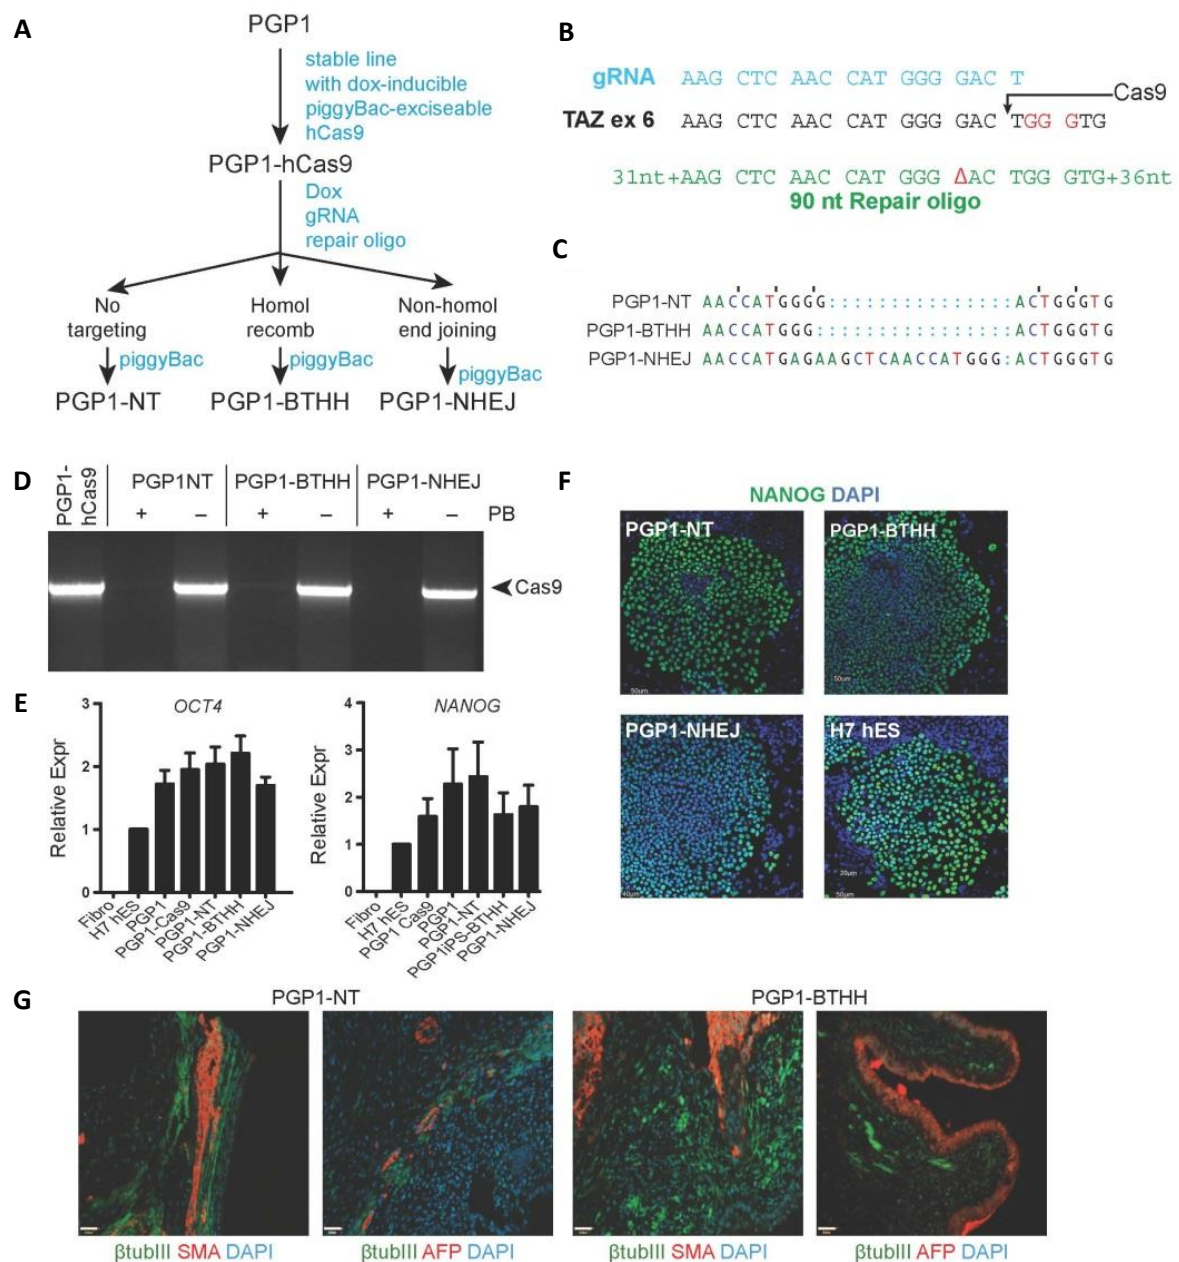 A
PGP1
stable line
with dox-inducible
piggyBac-exciseable
hCas9
PGP1-hCas9
Dox
gRNA
repair oligo
No
targeting
Homol
recomb
Non-homol
end joining
piggyBac
piggyBac
piggyBac
PGP1-NT
PGP1-BTHH
PGP1-NHEJ
B
gRNA AAG CTC AAC CAT GGG GAC T
Cas9
TAZ ex 6 AAG CTC AAC CAT GGG GAC TGG GTG
31nt+AAG CTC AAC CAT GGG ΔAC TGG GTG+36nt
90 nt Repair oligo
C
PGP1-NT AACCATGGGG:::::::::::::::ACTGGGTG
PGP1-BTHH AACCATGGG::::::::::::::::ACTGGGTG
PGP1-NHEJ AACCATGAGAAGCTCAACCATGGG:ACTGGGTG
D
PGP1-
hCas9
PGP1NT
PGP1-BTHH
PGP1-NHEJ
+ – + – + – PB
Cas9
E
OCT4
Relative Expr
3
2
1
0
Fibro
H7 hES
PGP1
PGP1-Cas9
PGP1-NT
PGP1-BTHH
PGP1-NHEJ
NANOG
Relative Expr
4
3
2
1
0
Fibro
H7 hES
PGP1 Cas9
PGP1
PGP1-NT
PGP1iPS-BTHH
PGP1-NHEJ
F
NANOG DAPI
PGP1-NT
50µm
PGP1-BTHH
50µm
PGP1-NHEJ
40µm
H7 hES
20µm
50µm
G
PGP1-NT
PGP1-BTHH
βtubIII SMA DAPI
βtubIII AFP DAPI
βtubIII SMA DAPI
βtubIII AFP DAPI